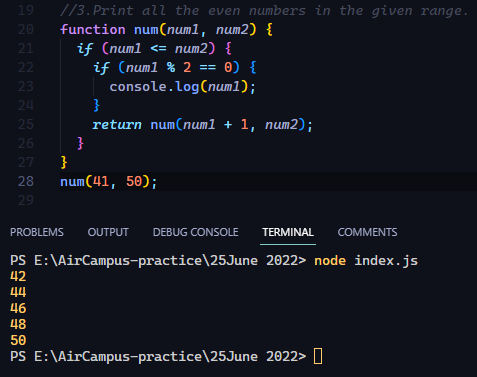 19 //3.Print all the even numbers in the given range.
20 function num(num1, num2) {
21 if (num1 <= num2) {
22 if (num1 % 2 == 0) {
23 console.log(num1);
24 }
25 return num(num1 + 1, num2);
26 }
27 }
28 num(41, 50);
29
PROBLEMS OUTPUT DEBUG CONSOLE TERMINAL COMMENTS
PS E:\AirCampus-practice\25June 2022> node index.js
42
44
46
48
50
PS E:\AirCampus-practice\25June 2022>